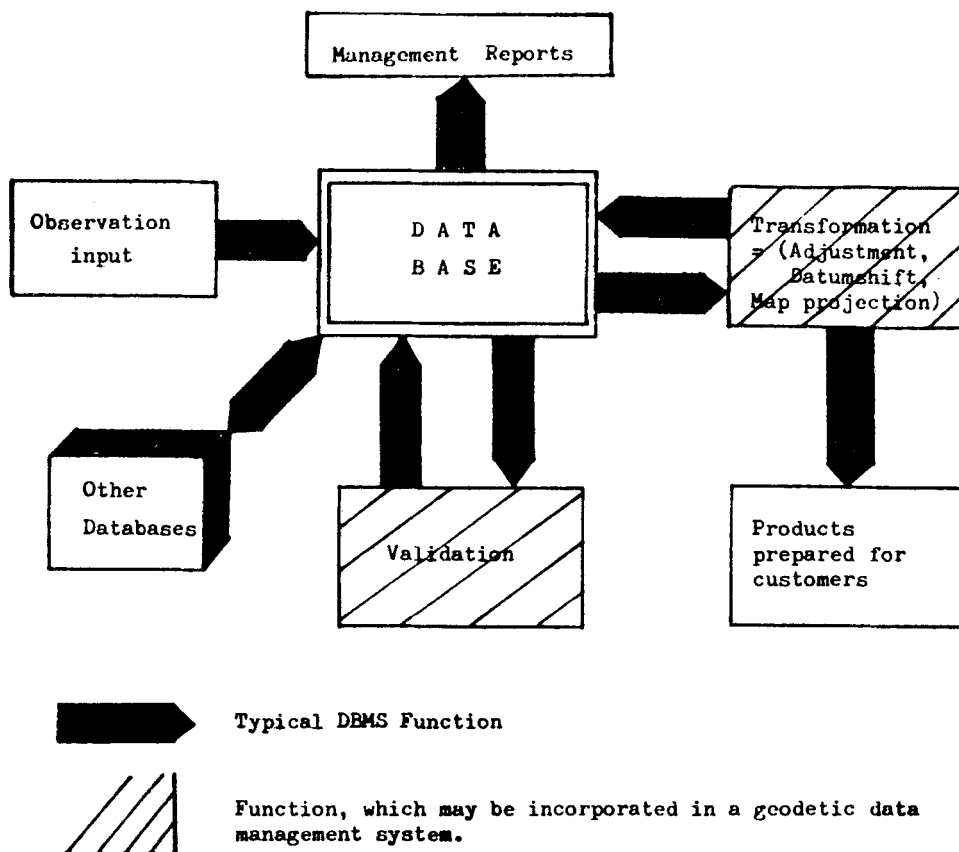 Management Reports
Observation
input
D A T A
B A S E
Transformation
= (Adjustment,
Datumshift,
Map projection)
Other
Databases
Validation
Products
prepared for
customers
Typical DBMS Function
Function, which may be incorporated in a geodetic data
management system.